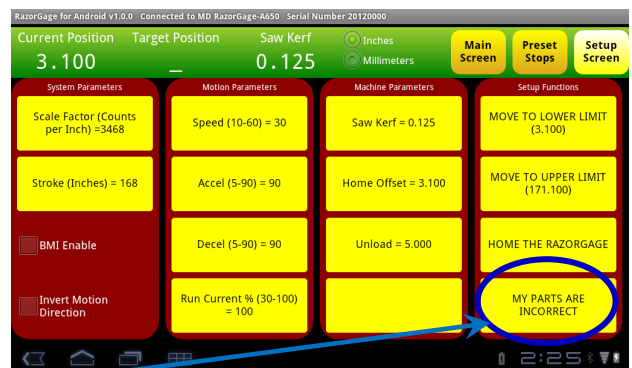 RazorGage for Android v1.0.0 Connected to MD RazorGage-A650 Serial Number 20120000
Current Position Target Position Saw Kerf
3.100 _ 0.125
Inches
Millimeters
Main
Screen
Preset
Stops
Setup
Screen
System Parameters
Scale Factor (Counts
per Inch) =3468
Stroke (Inches) = 168
BMI Enable
Invert Motion
Direction
Motion Parameters
Speed (10-60) = 30
Accel (5-90) = 90
Decel (5-90) = 90
Run Current % (30-100)
= 100
Machine Parameters
Saw Kerf = 0.125
Home Offset = 3.100
Unload = 5.000
Setup Functions
MOVE TO LOWER LIMIT
(3.100)
MOVE TO UPPER LIMIT
(171.100)
HOME THE RAZORGAGE
MY PARTS ARE
INCORRECT
2:25